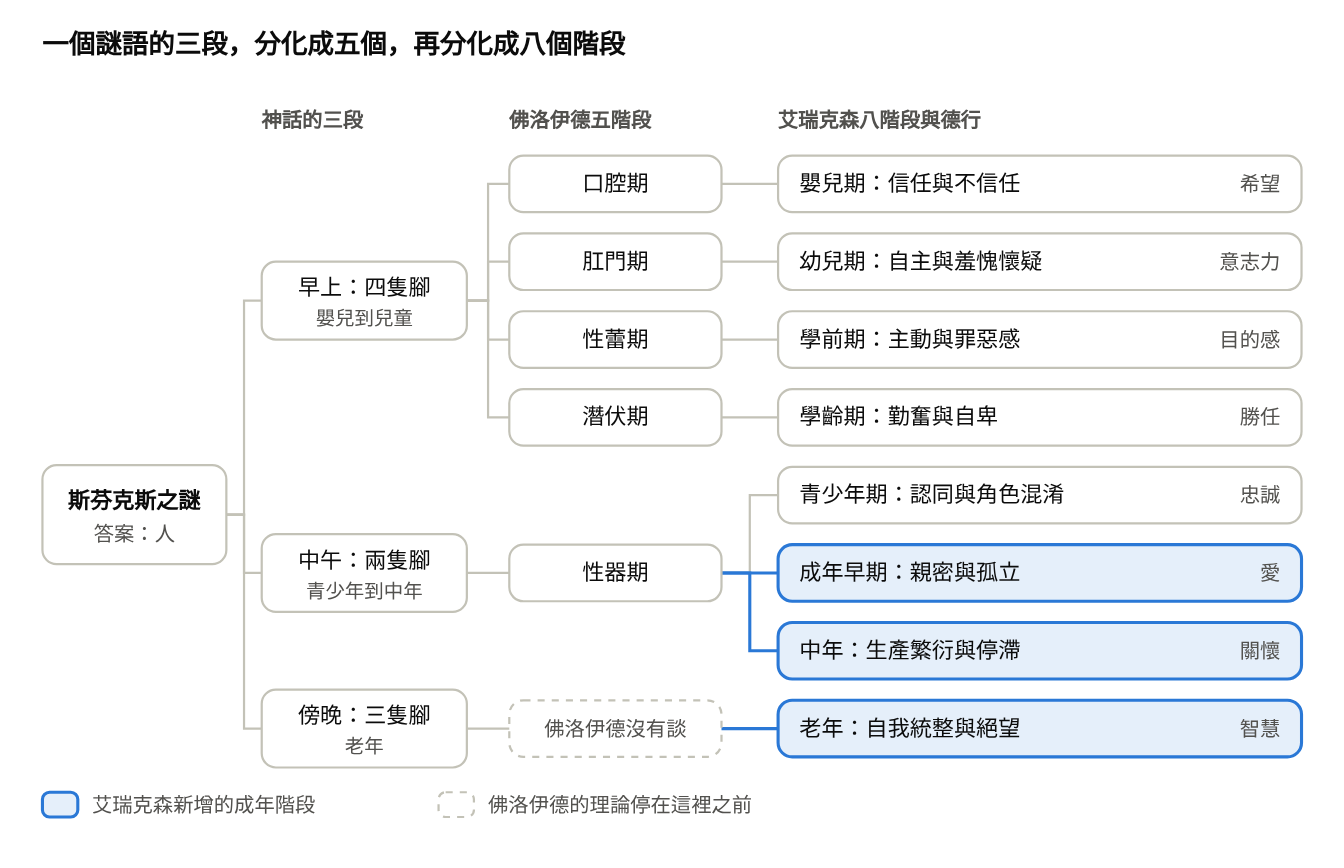 一個謎語的三段，分化成五個，再分化成八個階段
神話的三段
佛洛伊德五階段
艾瑞克森八階段與德行
斯芬克斯之謎
答案：人
早上：四隻腳
嬰兒到兒童
中午：兩隻腳
青少年到中年
傍晚：三隻腳
老年
口腔期
肛門期
性蕾期
潛伏期
性器期
佛洛伊德沒有談
嬰兒期：信任與不信任 希望
幼兒期：自主與羞愧懷疑 意志力
學前期：主動與罪惡感 目的感
學齡期：勤奮與自卑 勝任
青少年期：認同與角色混淆 忠誠
成年早期：親密與孤立 愛
中年：生產繁衍與停滯 關懷
老年：自我統整與絕望 智慧
艾瑞克森新增的成年階段
佛洛伊德的理論停在這裡之前